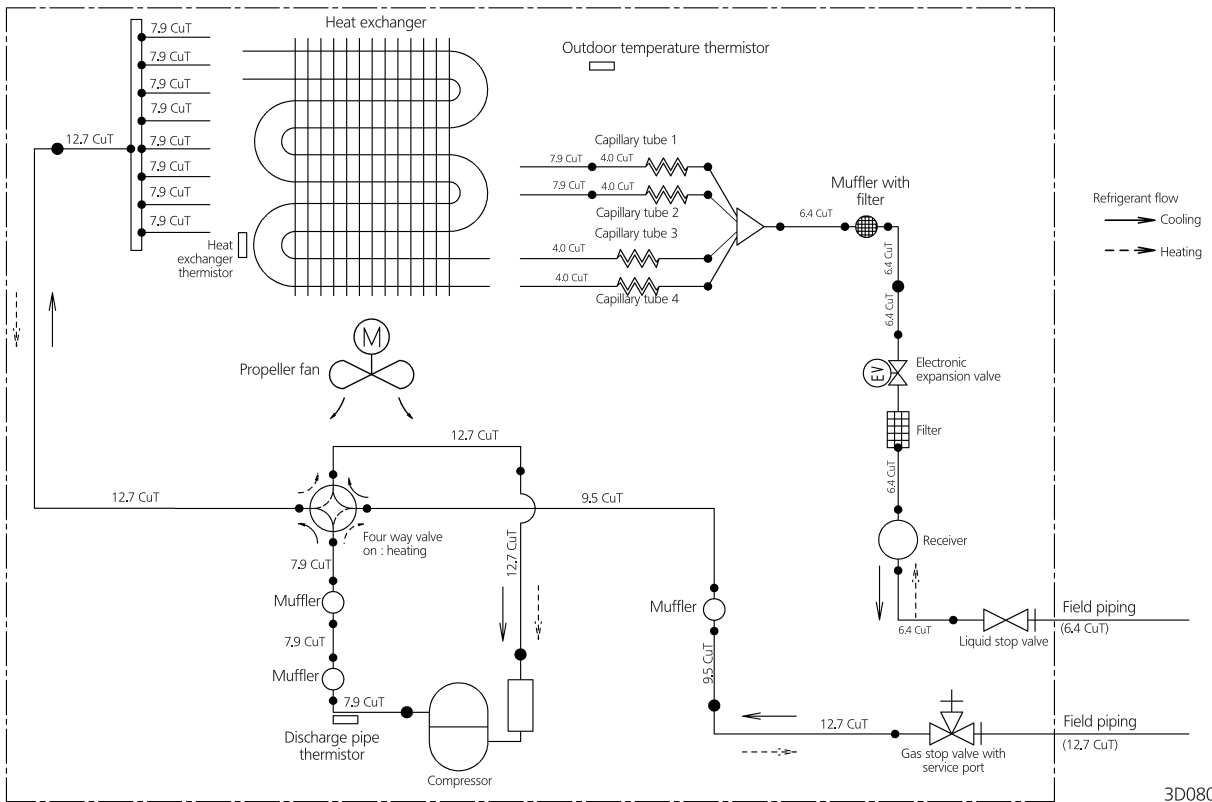 7.9 CuT
7.9 CuT
7.9 CuT
7.9 CuT
7.9 CuT
7.9 CuT
7.9 CuT
7.9 CuT
12.7 CuT
Heat exchanger
Outdoor temperature thermistor
Heat
exchanger
thermistor
Capillary tube 1
7.9 CuT
4.0 CuT
7.9 CuT
4.0 CuT
Capillary tube 2
Capillary tube 3
4.0 CuT
4.0 CuT
Capillary tube 4
6.4 CuT
Muffler with
filter
6.4 CuT
6.4 CuT
Refrigerant flow
Cooling
Heating
M
Propeller fan
EV
Electronic
expansion valve
Filter
6.4 CuT
Receiver
12.7 CuT
12.7 CuT
9.5 CuT
Four way valve
on : heating
7.9 CuT
12.7 CuT
Muffler
7.9 CuT
Muffler
7.9 CuT
Discharge pipe
thermistor
Compressor
Muffler
9.5 CuT
6.4 CuT
Liquid stop valve
Field piping
(6.4 CuT)
12.7 CuT
Gas stop valve with
service port
Field piping
(12.7 CuT)
3D080